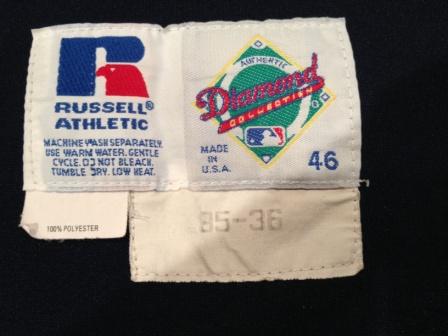 RUSSELL®
ATHLETIC
MACHINE WASH SEPARATELY.
USE WARM WATER. GENTLE
CYCLE. DO NOT BLEACH.
TUMBLE DRY. LOW HEAT.
AUTHENTIC
Diamond
COLLECTION
MADE
IN
U.S.A.
46
100% POLYESTER
95-36